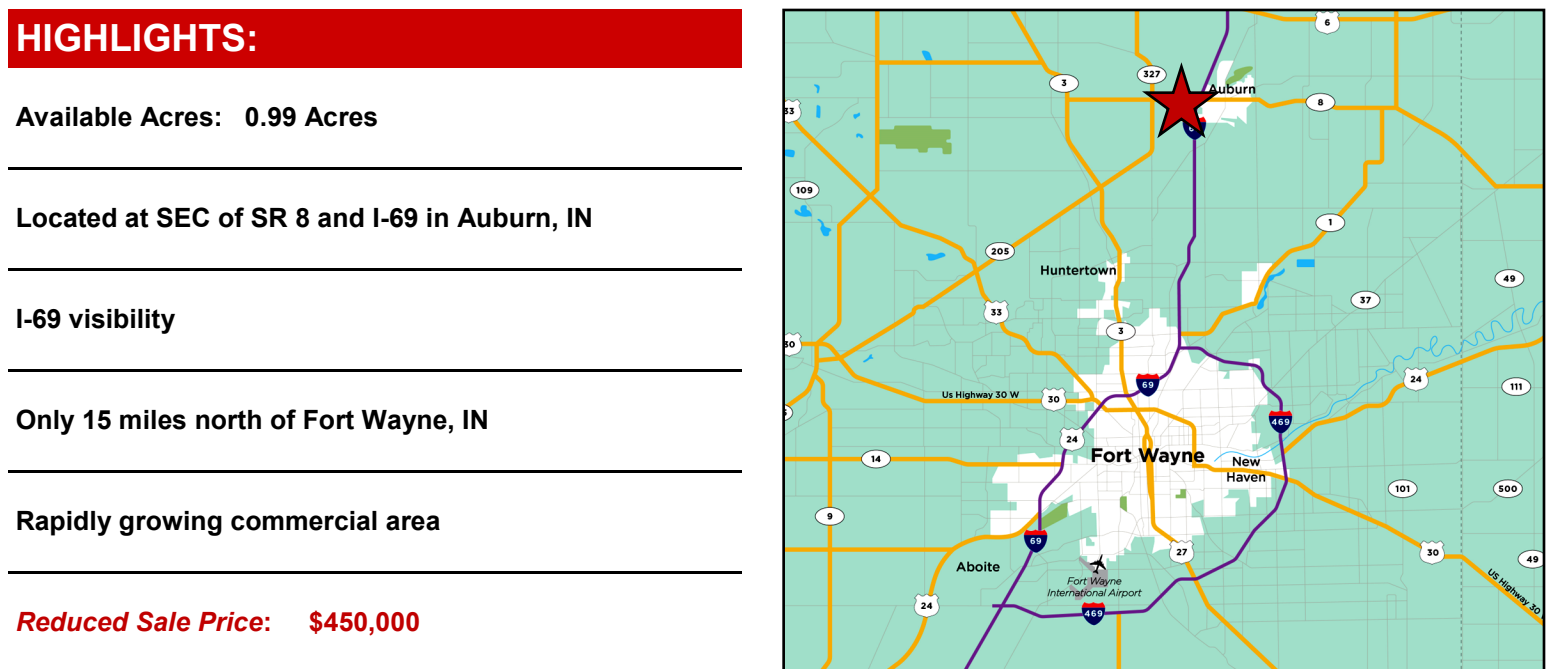 HIGHLIGHTS:
Available Acres: 0.99 Acres
Located at SEC of SR 8 and I-69 in Auburn, IN
I-69 visibility
Only 15 miles north of Fort Wayne, IN
Rapidly growing commercial area
Reduced Sale Price: $450,000
6
327
3
Auburn
8
33
109
1
205
Huntertown
49
37
33
3
30
24
69
111
Us Highway 30 W
30
469
24
Fort Wayne
14
New
Haven
101
500
9
69
27
30
49
Aboite
Fort Wayne
International Airport
US Highway 30
24
469